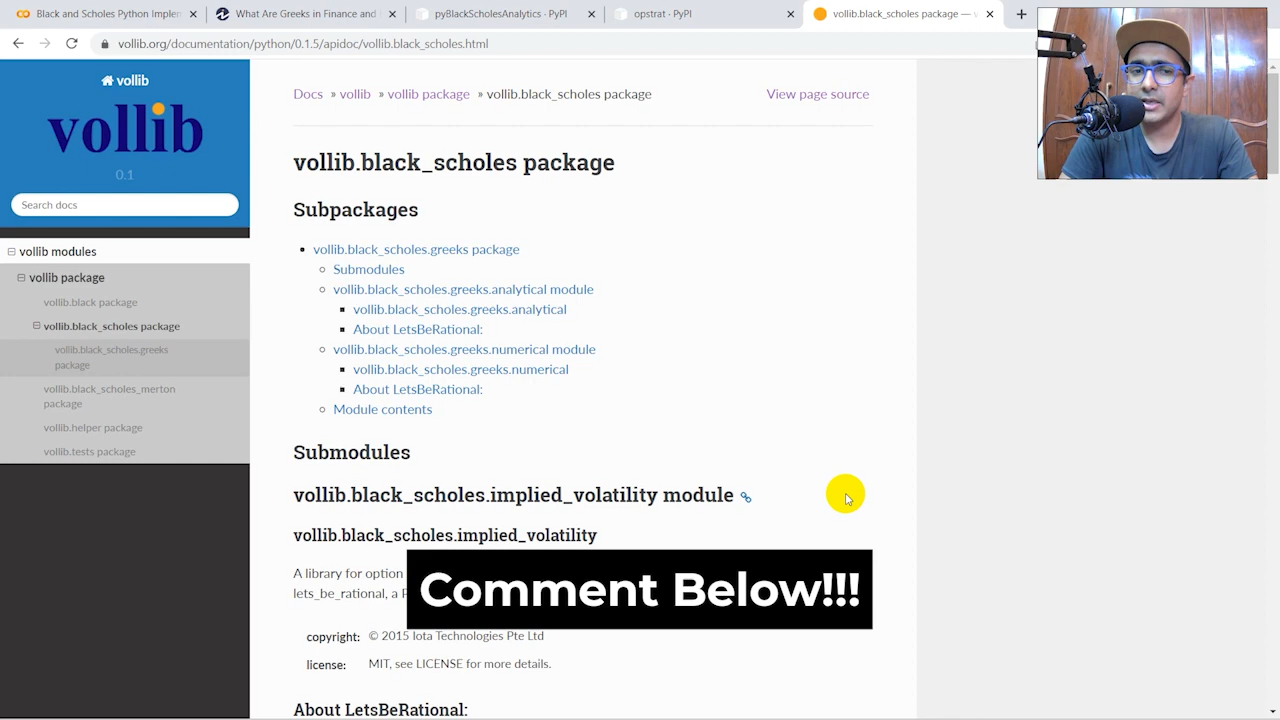 Black and Scholes Python Implem
What Are Greeks in Finance and
pyBlackScholesAnalytics · PyPI
opstrat · PyPI
vollib.black_scholes package —
vollib.org/documentation/python/0.1.5/apidoc/vollib.black_scholes.html
vollib
vollib
0.1
Search docs
vollib modules
vollib package
vollib.black package
vollib.black_scholes package
vollib.black_scholes.greeks
package
vollib.black_scholes_merton
package
vollib.helper package
vollib.tests package
Docs » vollib » vollib package » vollib.black_scholes package
View page source
vollib.black_scholes package
Subpackages
vollib.black_scholes.greeks package
Submodules
vollib.black_scholes.greeks.analytical module
vollib.black_scholes.greeks.analytical
About LetsBeRational:
vollib.black_scholes.greeks.numerical module
vollib.black_scholes.greeks.numerical
About LetsBeRational:
Module contents
Submodules
vollib.black_scholes.implied_volatility module
vollib.black_scholes.implied_volatility
A library for option
lets_be_rational, a
Comment Below!!!
copyright: © 2015 Iota Technologies Pte Ltd
license: MIT, see LICENSE for more details.
About LetsBeRational: